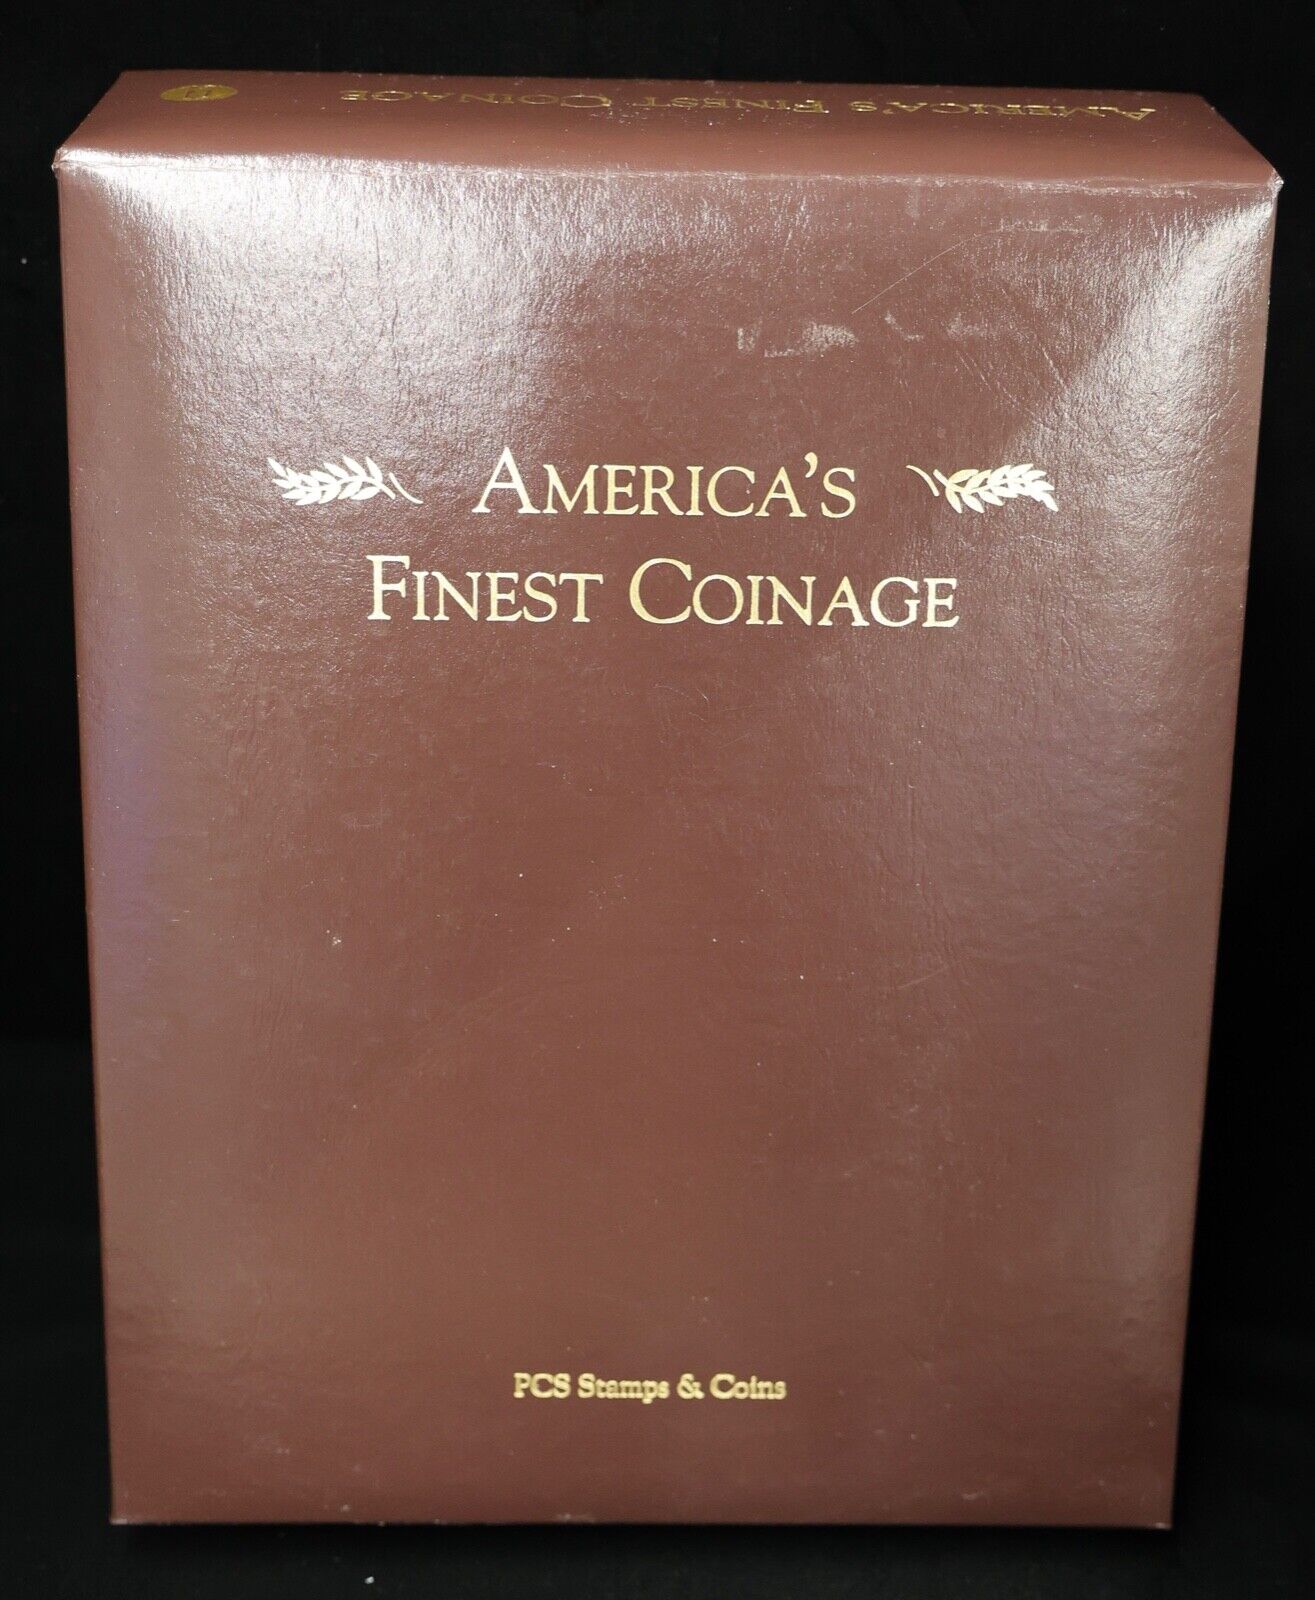 AMERICA'S FINEST COINAGE
AMERICA'S
FINEST COINAGE
PCS Stamps & Coins